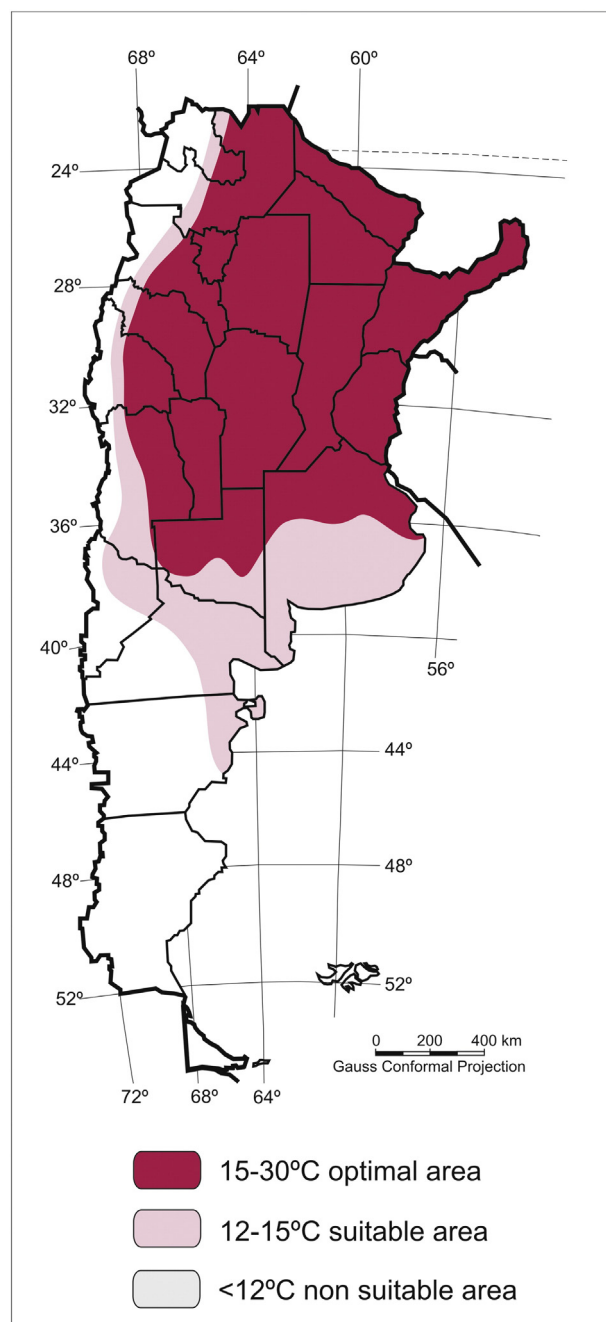 68º 64º 60º
24º
28º
32º
36º
40º
56º
44º 44º
48º 48º
52º 52º
0 200 400 km
Gauss Conformal Projection
72º 68º 64º
15-30ºC optimal area
12-15ºC suitable area
<12ºC non suitable area